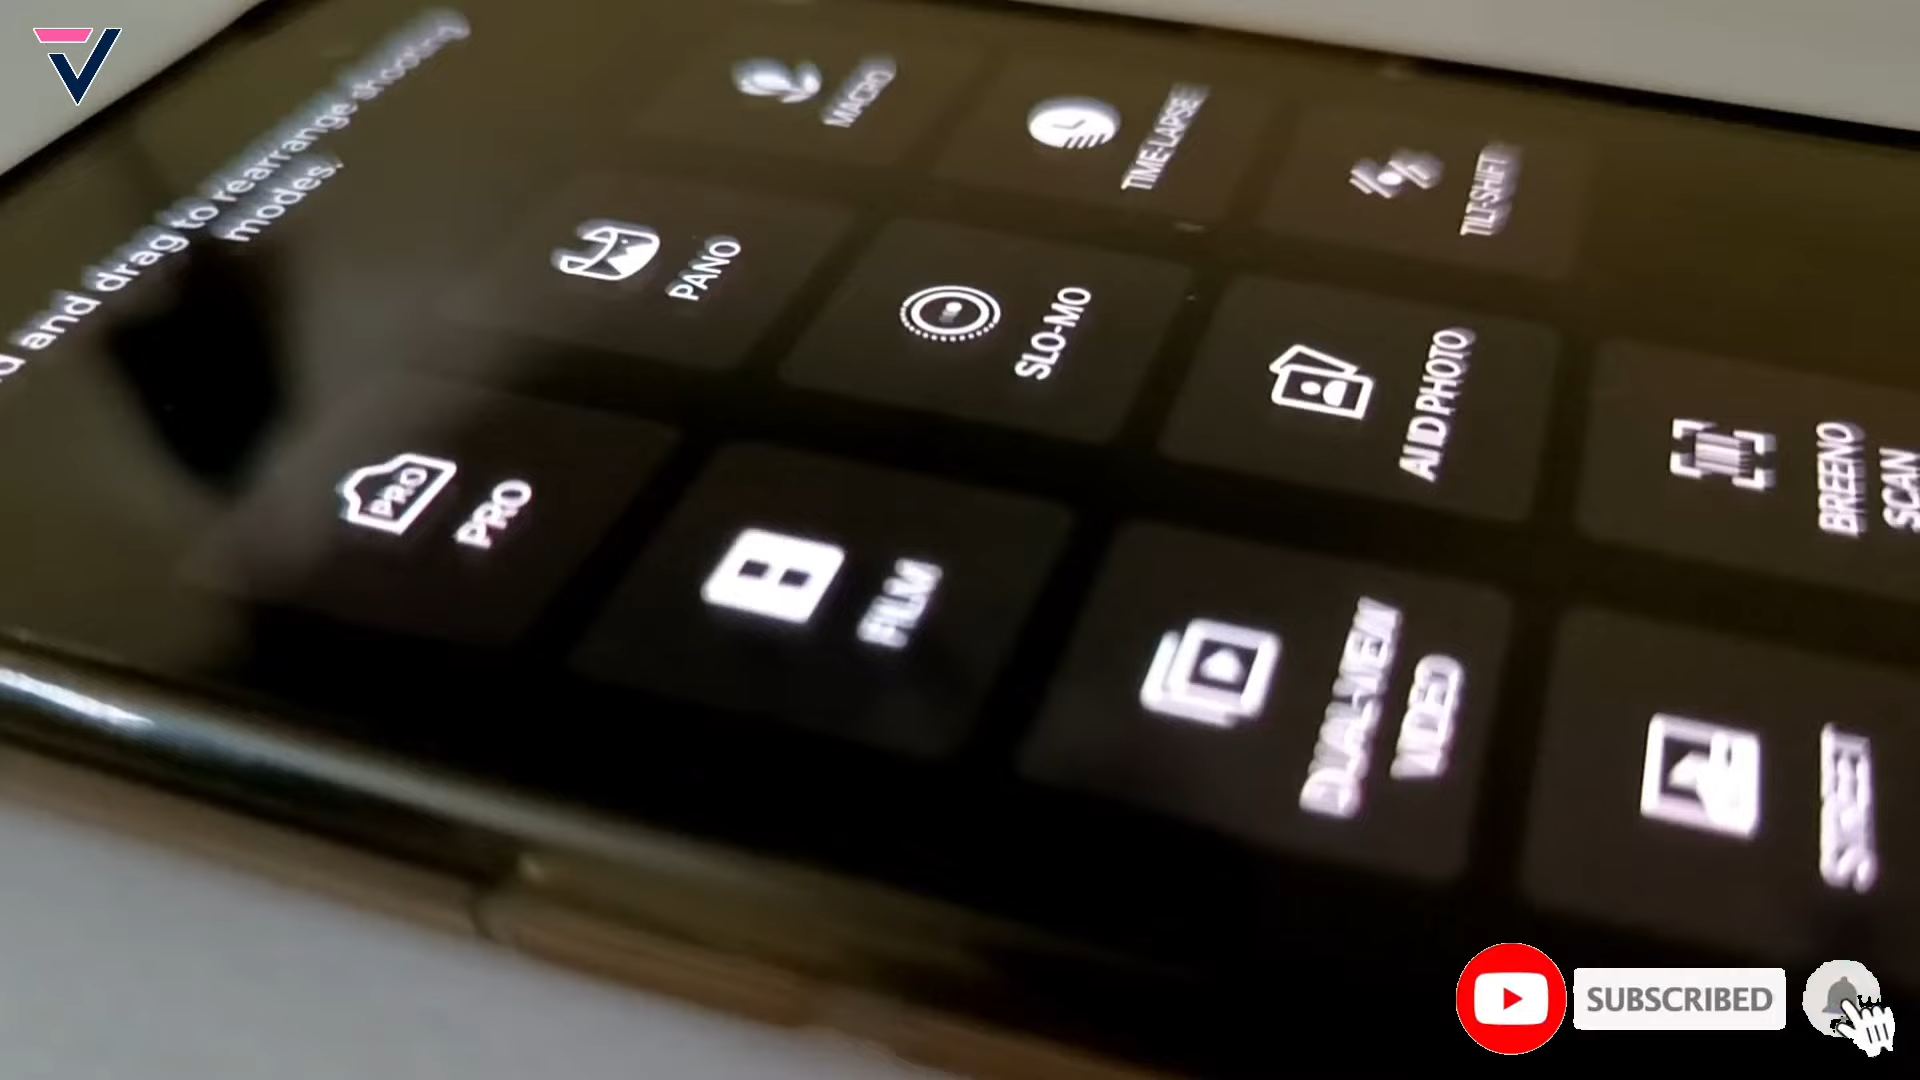 and drag to rearrange shooting
modes.
MACRO
TIME-LAPSE
TILT-SHIFT
PANO
SLO-MO
AI ID PHOTO
BREENO
SCAN
PRO
PRO
FILM
DUAL-VIEW
VIDEO
SUBSCRIBED